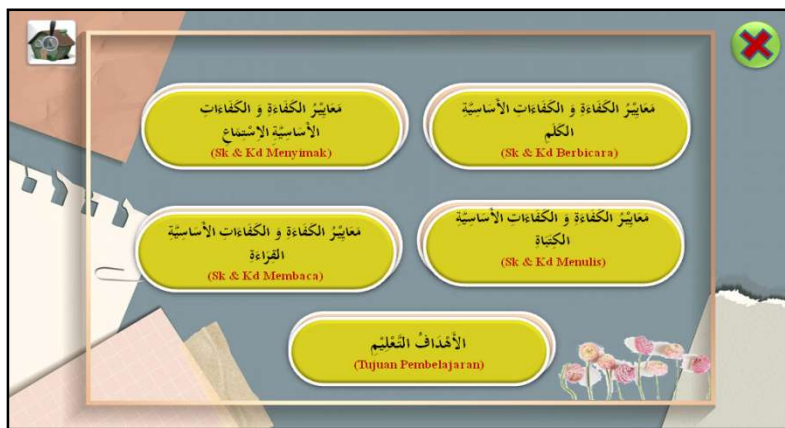 مَعَايِيْرُ الكَفَاءَةِ وَ الكَفَاءَاتِ الأَسَاسِيَّةِ
الكَلَمِ
(Sk & Kd Berbicara)
مَعَايِيْرُ الكَفَاءَةِ وَ الكَفَاءَاتِ
الأَسَاسِيَّةِ الاِسْتِمَاعِ
(Sk & Kd Menyimak)
مَعَايِيْرُ الكَفَاءَةِ وَ الكَفَاءَاتِ الأَسَاسِيَّةِ
الكِتَابَةِ
(Sk & Kd Menulis)
مَعَايِيْرُ الكَفَاءَةِ وَ الكَفَاءَاتِ الأَسَاسِيَّةِ
القِرَاءَةِ
(Sk & Kd Membaca)
الأَهْدَافُ التَّعْلِيْمِ
(Tujuan Pembelajaran)